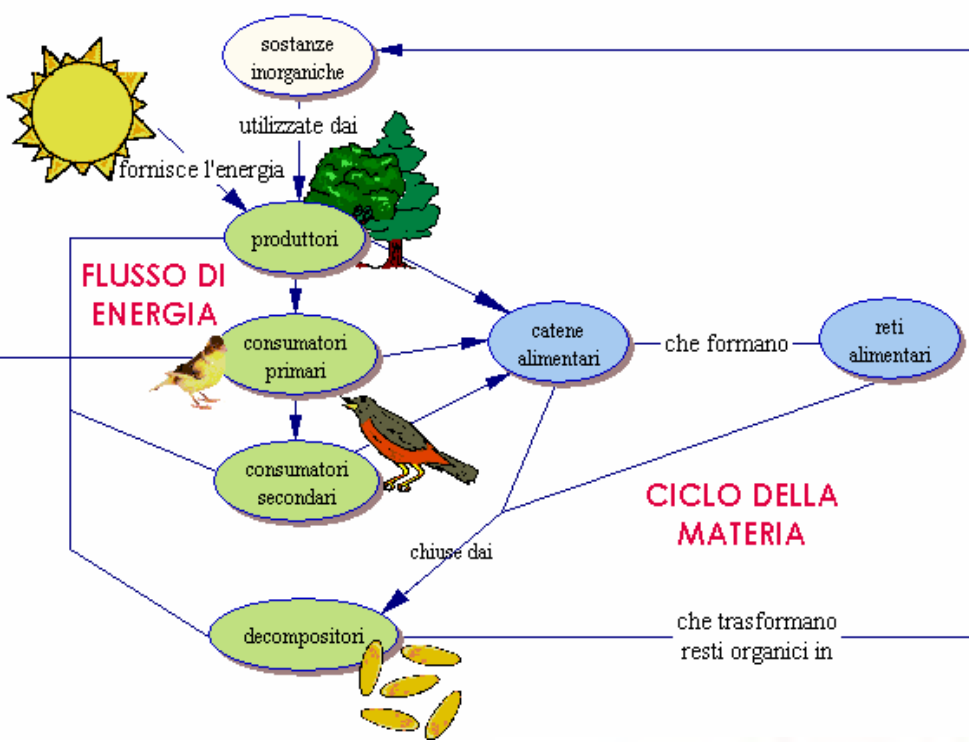 sostanze
inorganiche
utilizzate dai
fornisce l'energia
produttori
FLUSSO DI
ENERGIA
consumatori
primari
catene
alimentari
che formano
reti
alimentari
consumatori
secondari
CICLO DELLA
MATERIA
chiuse dai
decompositori
che trasformano
resti organici in